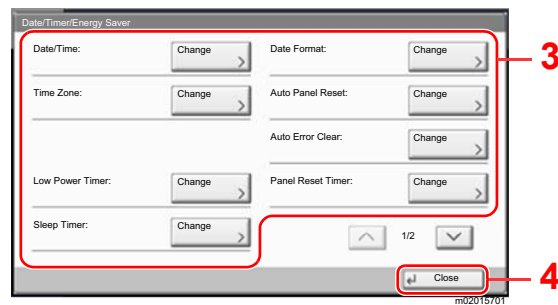 Date/Timer/Energy Saver
Date/Time: Change Date Format: Change
3
Time Zone: Change Auto Panel Reset: Change
Auto Error Clear: Change
Low Power Timer: Change Panel Reset Timer: Change
Sleep Timer: Change
1/2
Close
4
m02015701